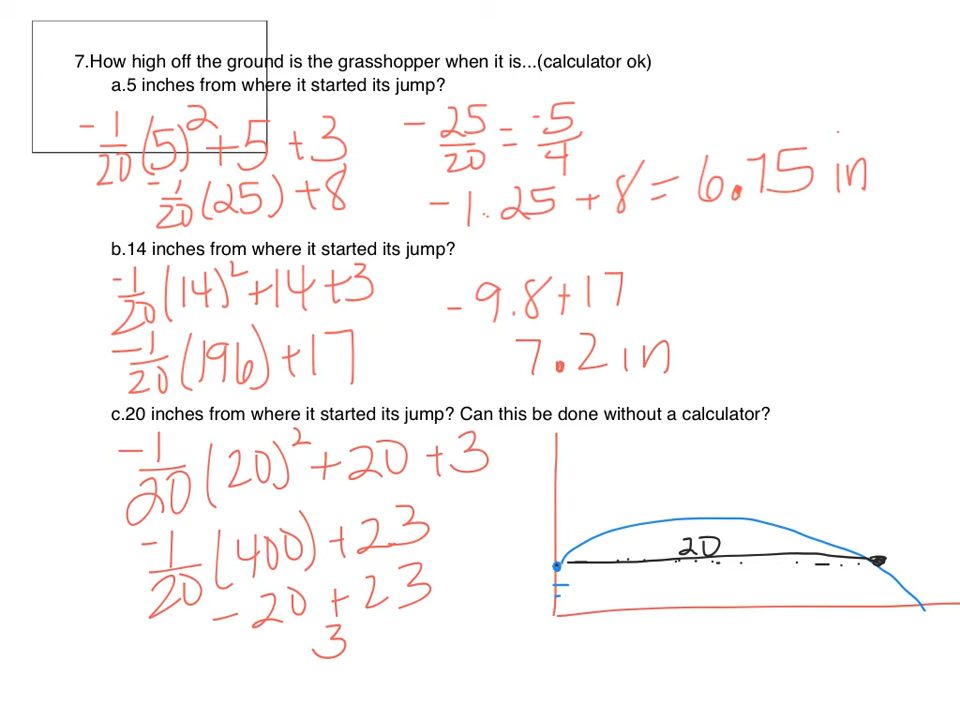 7.How high off the ground is the grasshopper when it is...(calculator ok)
a.5 inches from where it started its jump?
-1/20 (5)² + 5 + 3
-1/20 (25) + 8
-25/20 = -5/4
-1.25 + 8 = 6.75 in
b.14 inches from where it started its jump?
-1/20 (14)² + 14 + 3
-1/20 (196) + 17
-9.8 + 17
7.2 in
c.20 inches from where it started its jump? Can this be done without a calculator?
-1/20 (20)² + 20 + 3
-1/20 (400) + 23
-20 + 23
3
20